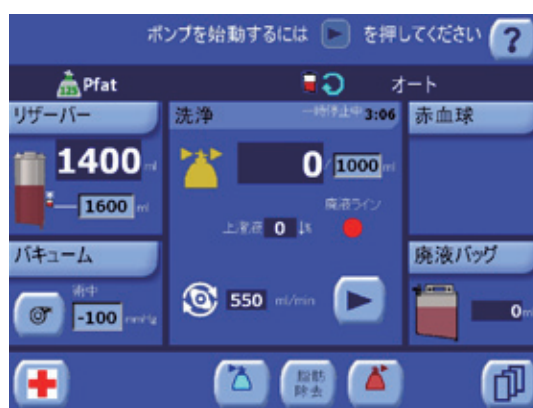 ポンプを始動するには ▶ を押してください ?
125 Pfat オート
リザーバー
1400 ml
1600 ml
洗浄 一時停止中 3:06
0/1000 ml
廃液ライン
上澄液 0
550 ml/min
赤血球
バキューム
術中
-100 mmHg
廃液バッグ
0m
脂肪
除去